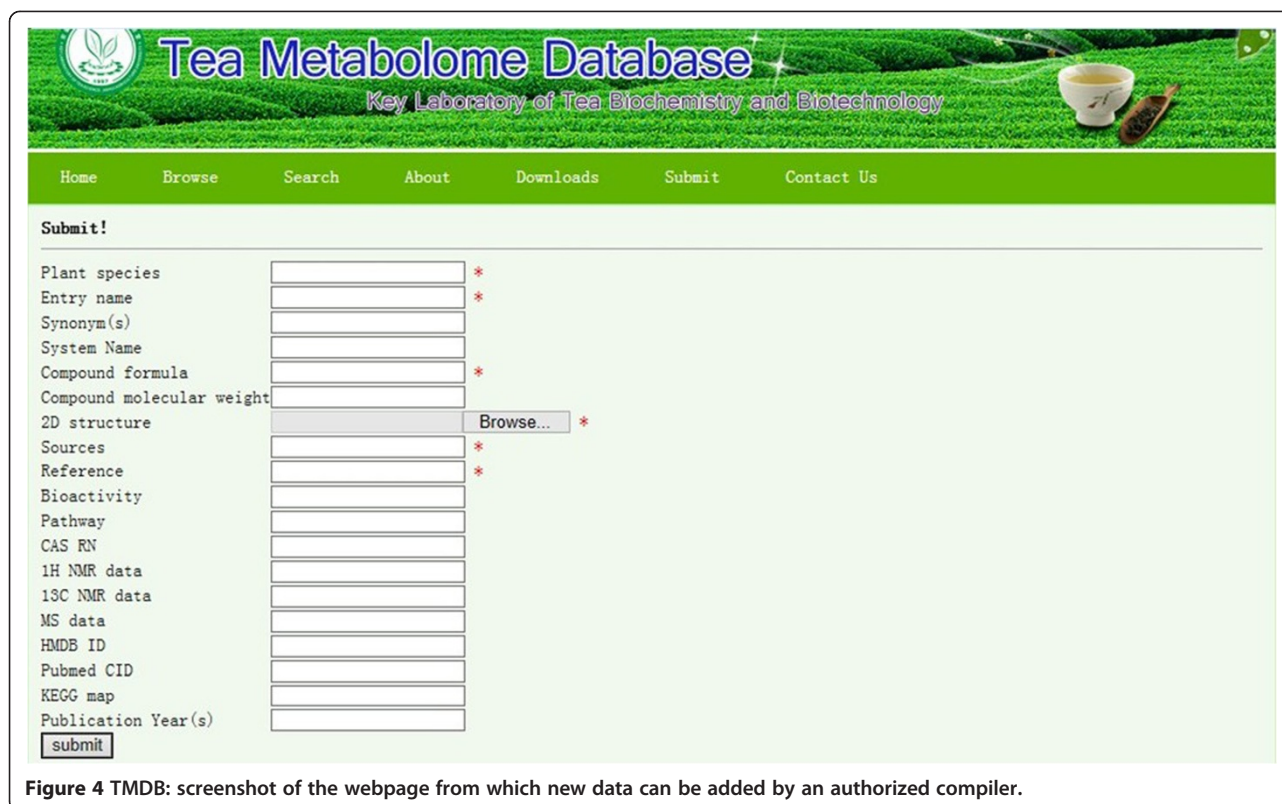 Tea Metabolome Database
Key Laboratory of Tea Biochemistry and Biotechnology
Home Browse Search About Downloads Submit Contact Us
Submit!
Plant species *
Entry name *
Synonym(s)
System Name
Compound formula *
Compound molecular weight
2D structure Browse... *
Sources *
Reference *
Bioactivity
Pathway
CAS RN
1H NMR data
13C NMR data
MS data
HMDB ID
Pubmed CID
KEGG map
Publication Year(s)
submit
Figure 4 TMDB: screenshot of the webpage from which new data can be added by an authorized compiler.